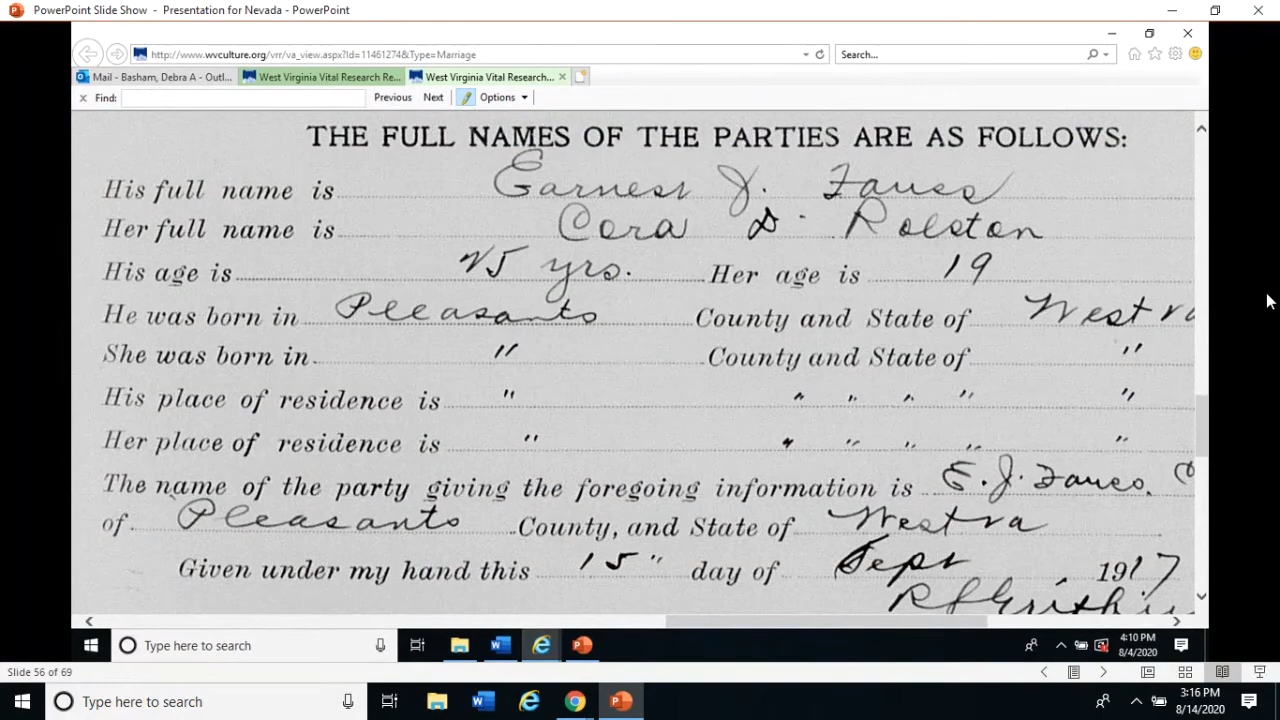 PowerPoint Slide Show - Presentation for Nevada - PowerPoint
http://www.wvculture.org/vrr/va_view.aspx?Id=11461274&Type=Marriage
Search...
Mail - Basham, Debra A - Outl...
West Virginia Vital Research Re...
West Virginia Vital Research...
x Find:
Previous Next Options
THE FULL NAMES OF THE PARTIES ARE AS FOLLOWS:
His full name is Earnest J. Fauss
Her full name is Cora D. Rolston
His age is 25 yrs. Her age is 19
He was born in Pleasants County and State of West Va
She was born in " County and State of "
His place of residence is " " " " " "
Her place of residence is " " " " " "
The name of the party giving the foregoing information is E. J. Fauss.
of Pleasants County, and State of West va
Given under my hand this 15" day of Sept 1917
Type here to search
4:10 PM
8/4/2020
Slide 56 of 69
Type here to search
3:16 PM
8/14/2020